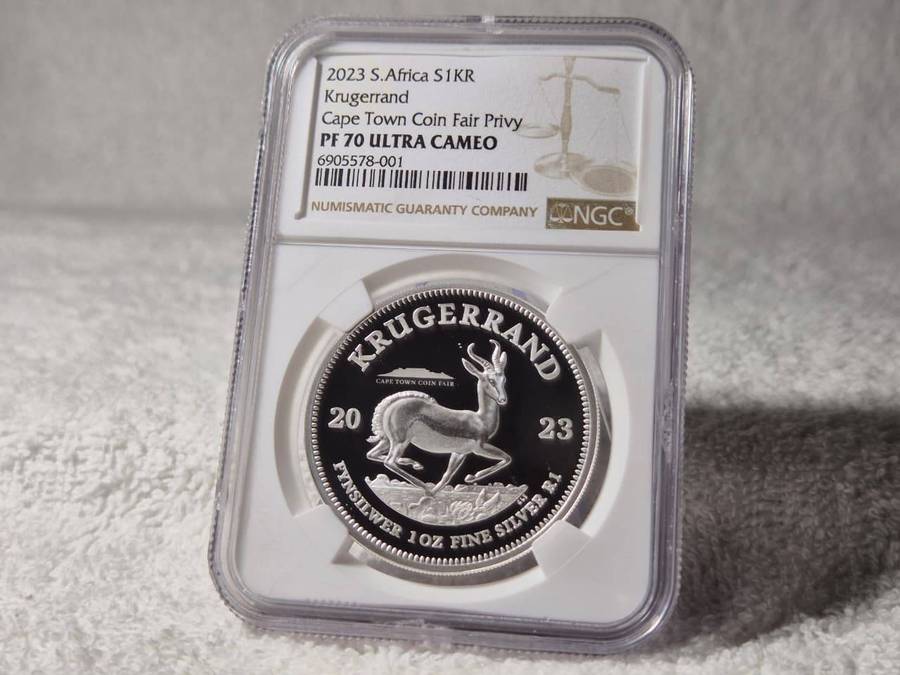 2023 S.Africa S1KR
Krugerrand
Cape Town Coin Fair Privy
PF 70 ULTRA CAMEO
6905578-001
NUMISMATIC GUARANTY COMPANY
NGC®
KRUGERRAND
CAPE TOWN COIN FAIR
20 23
FYNSILWER 1 OZ FINE SILVER R.1